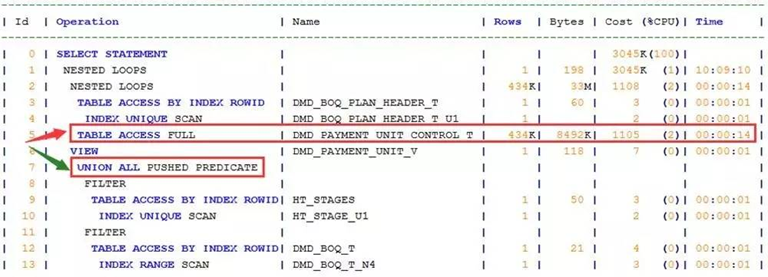 | Id | Operation | Name | Rows | Bytes | Cost (%CPU)| Time |
| 0 | SELECT STATEMENT | | | | 3045K(100)| |
| 1 | NESTED LOOPS | | 1 | 198 | 3045K (1)| 10:09:10 |
| 2 | NESTED LOOPS | | 434K| 33M| 1108 (2)| 00:00:14 |
| 3 | TABLE ACCESS BY INDEX ROWID | DMD_BOQ_PLAN_HEADER_T | 1 | 60 | 3 (0)| 00:00:01 |
| 4 | INDEX UNIQUE SCAN | DMD_BOQ_PLAN_HEADER_T_U1 | 1 | | 2 (0)| 00:00:01 |
| 5 | TABLE ACCESS FULL | DMD_PAYMENT_UNIT_CONTROL_T | 434K| 8492K| 1105 (2)| 00:00:14 |
| 6 | VIEW | DMD_PAYMENT_UNIT_V | 1 | 118 | 7 (0)| 00:00:01 |
| 7 | UNION ALL PUSHED PREDICATE | | | | | |
| 8 | FILTER | | | | | |
| 9 | TABLE ACCESS BY INDEX ROWID| HT_STAGES | 1 | 50 | 3 (0)| 00:00:01 |
| 10 | INDEX UNIQUE SCAN | HT_STAGE_U1 | 1 | | 2 (0)| 00:00:01 |
| 11 | FILTER | | | | | |
| 12 | TABLE ACCESS BY INDEX ROWID| DMD_BOQ_T | 1 | 21 | 4 (0)| 00:00:01 |
| 13 | INDEX RANGE SCAN | DMD_BOQ_T_N4 | 1 | | 3 (0)| 00:00:01 |